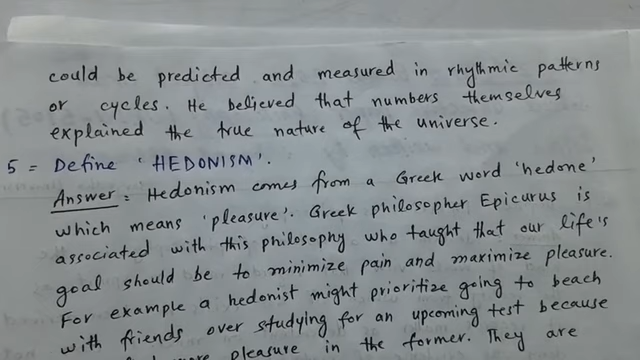 could be predicted and measured in rhythmic patterns
or cycles. He believed that numbers themselves
explained the true nature of the universe.
5 = Define 'HEDONISM'.
Answer : Hedonism comes from a Greek word 'hedone'
which means 'pleasure'. Greek philosopher Epicurus is
associated with this philosophy who taught that our life's
goal should be to minimize pain and maximize pleasure.
For example a hedonist might prioritize going to beach
with friends over studying for an upcoming test because
more pleasure in the former. They are